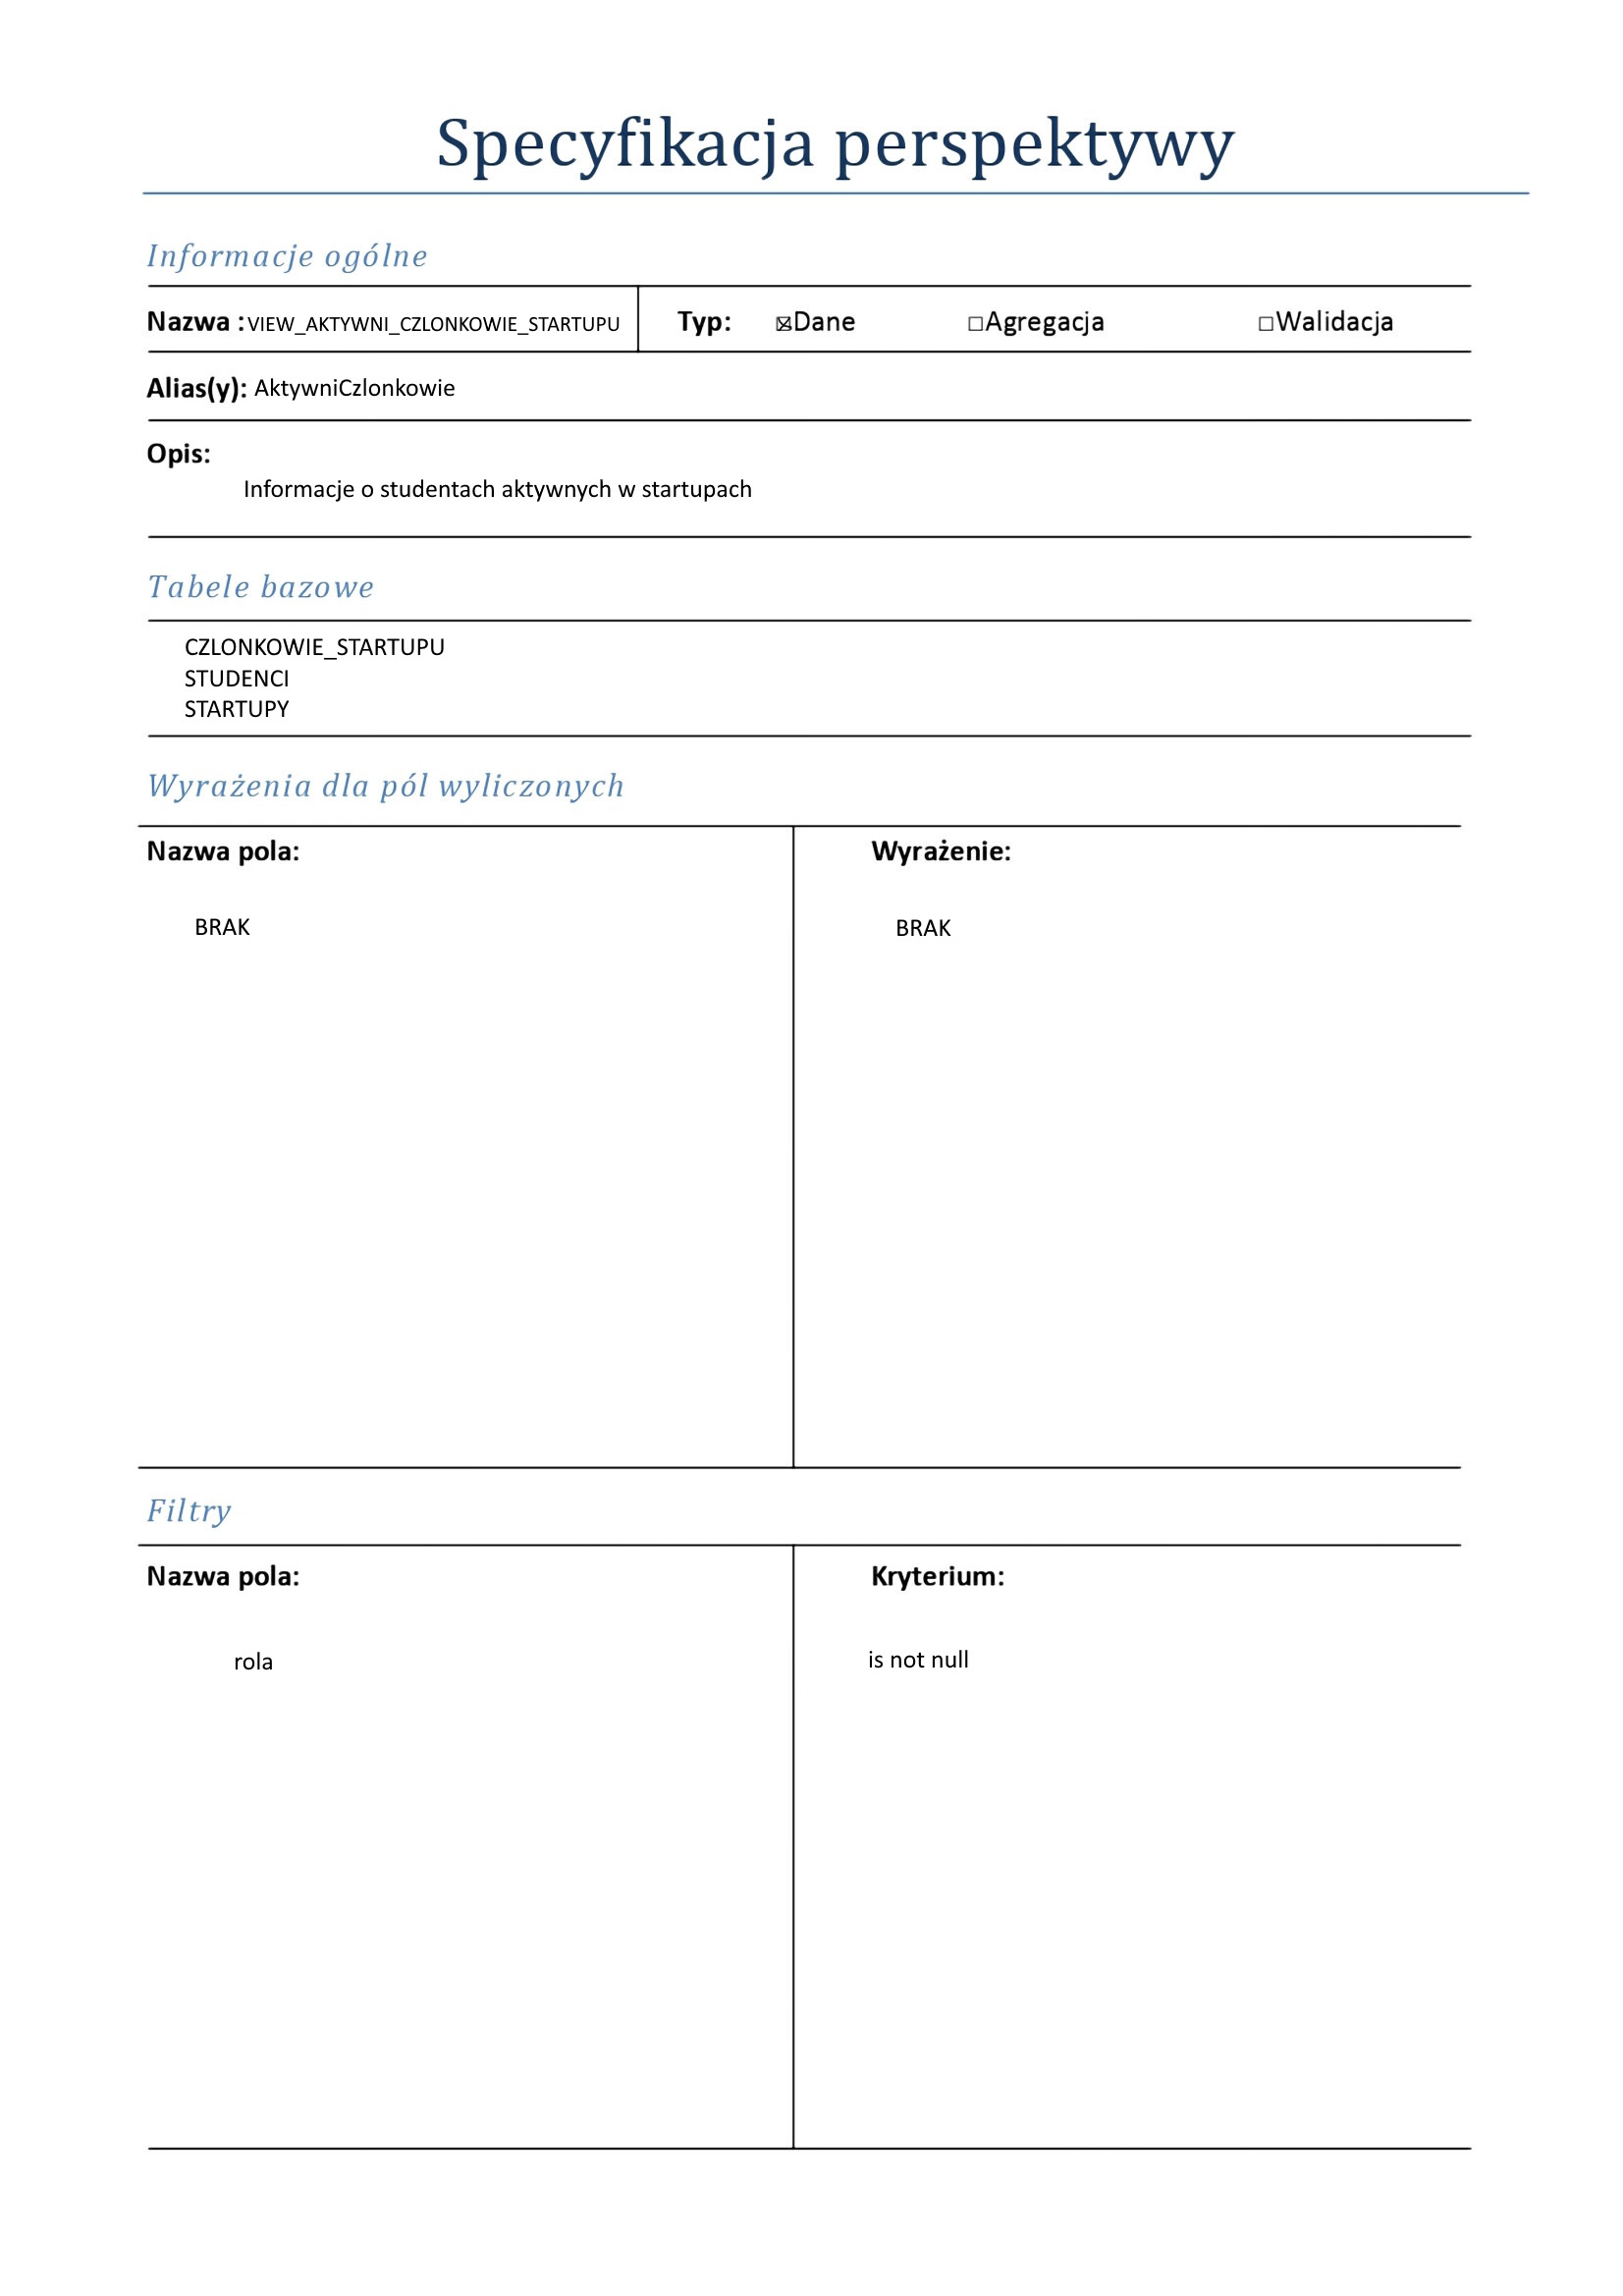 Specyfikacja perspektywy
Informacje ogólne
Nazwa : VIEW_AKTYWNI_CZLONKOWIE_STARTUPU Typ: ☒Dane ☐Agregacja ☐Walidacja
Alias(y): AktywniCzlonkowie
Opis:
Informacje o studentach aktywnych w startupach
Tabele bazowe
CZLONKOWIE_STARTUPU
STUDENCI
STARTUPY
Wyrażenia dla pól wyliczonych
Nazwa pola: Wyrażenie:
BRAK BRAK
Filtry
Nazwa pola: Kryterium:
rola is not null